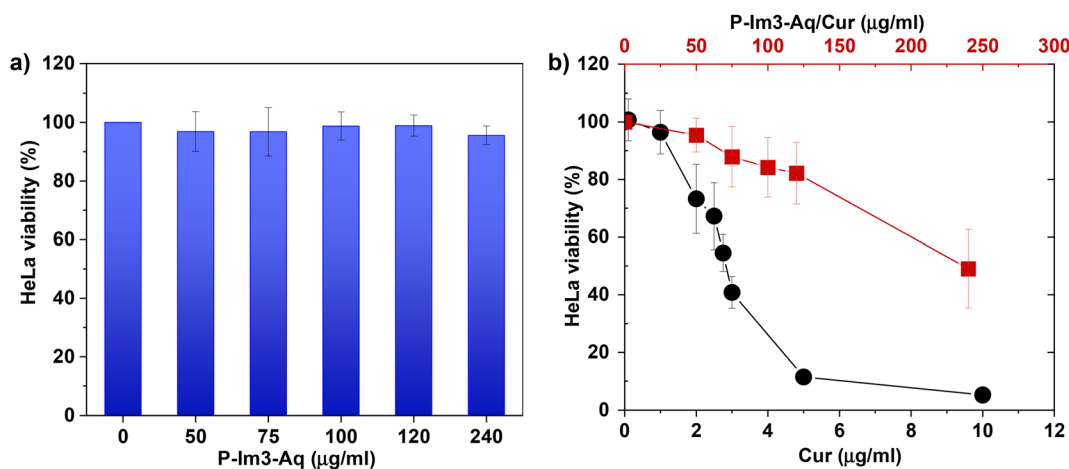 a)
120
100
80
60
40
20
0
HeLa viability (%)
0 50 75 100 120 240
P-Im3-Aq (µg/ml)
b)
P-Im3-Aq/Cur (µg/ml)
0 50 100 150 200 250 300
120
100
80
60
40
20
0
HeLa viability (%)
0 2 4 6 8 10 12
Cur (µg/ml)